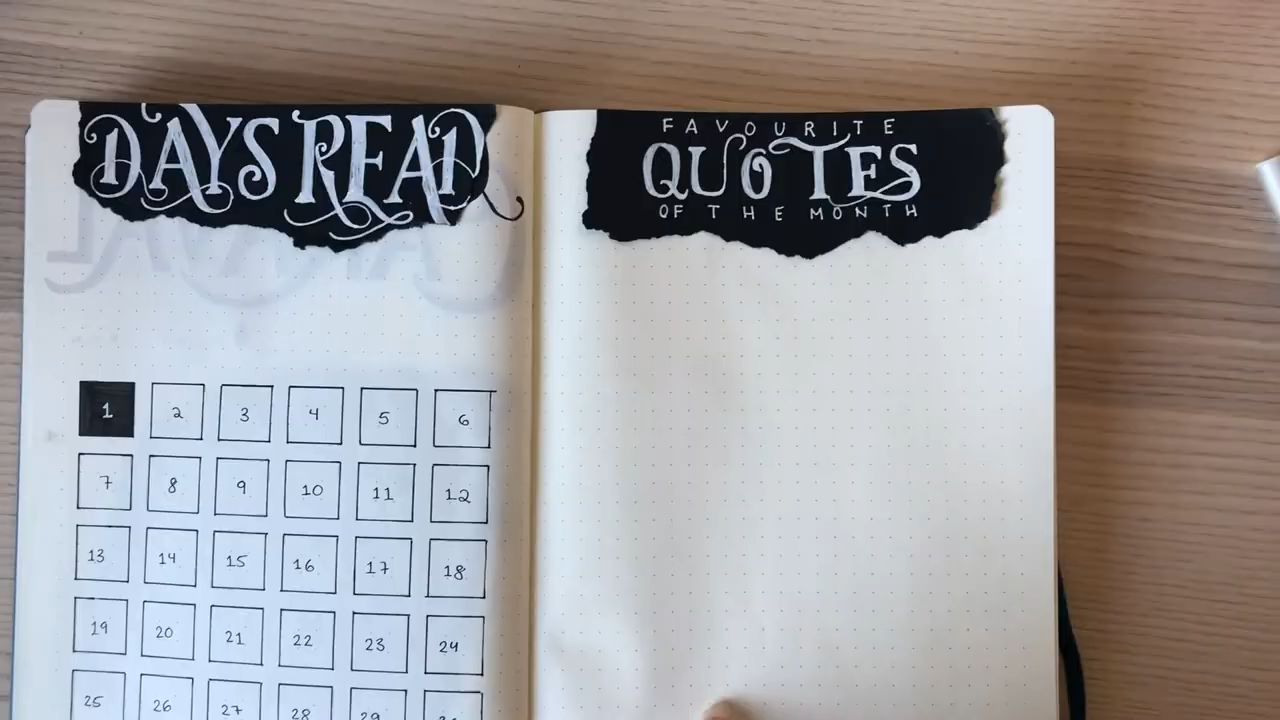 DAYS READ
1 2 3 4 5 6
7 8 9 10 11 12
13 14 15 16 17 18
19 20 21 22 23 24
25 26 27 28 29
FAVOURITE
QUOTES
OF THE MONTH